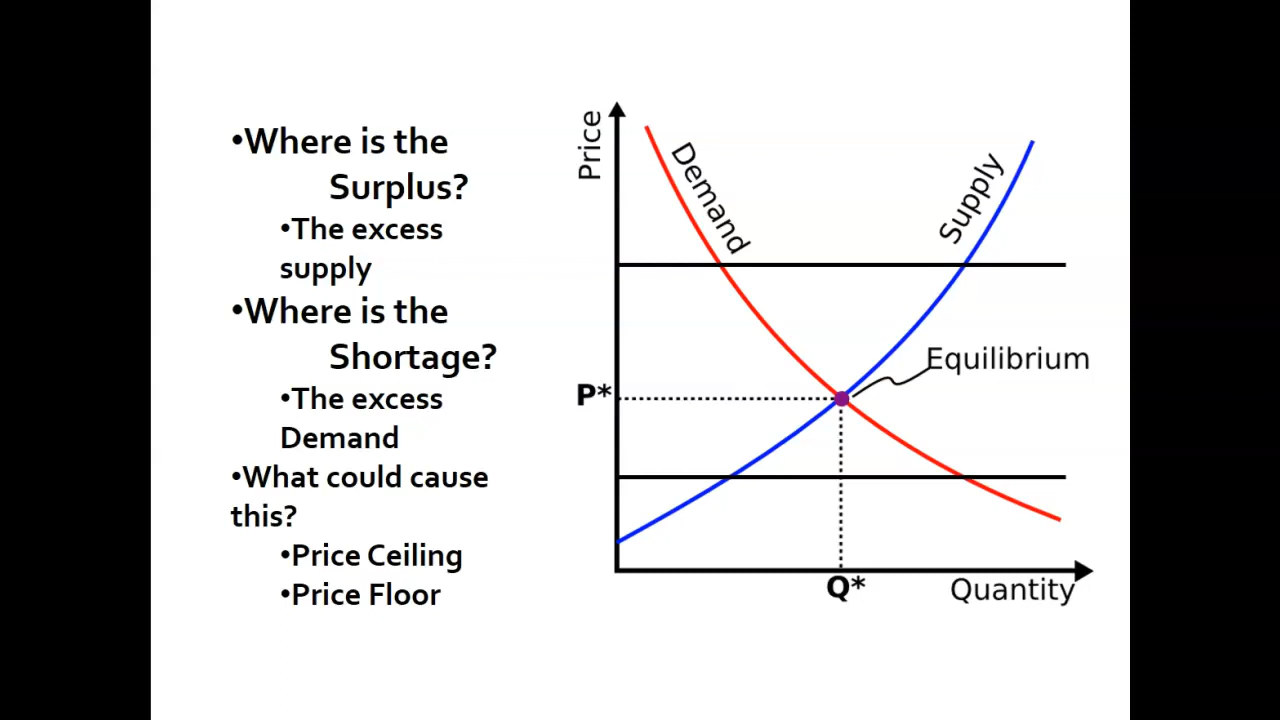 •Where is the
Surplus?
•The excess
supply
•Where is the
Shortage?
•The excess
Demand
•What could cause
this?
•Price Ceiling
•Price Floor
Price
Demand
Supply
Equilibrium
P*
Q*
Quantity